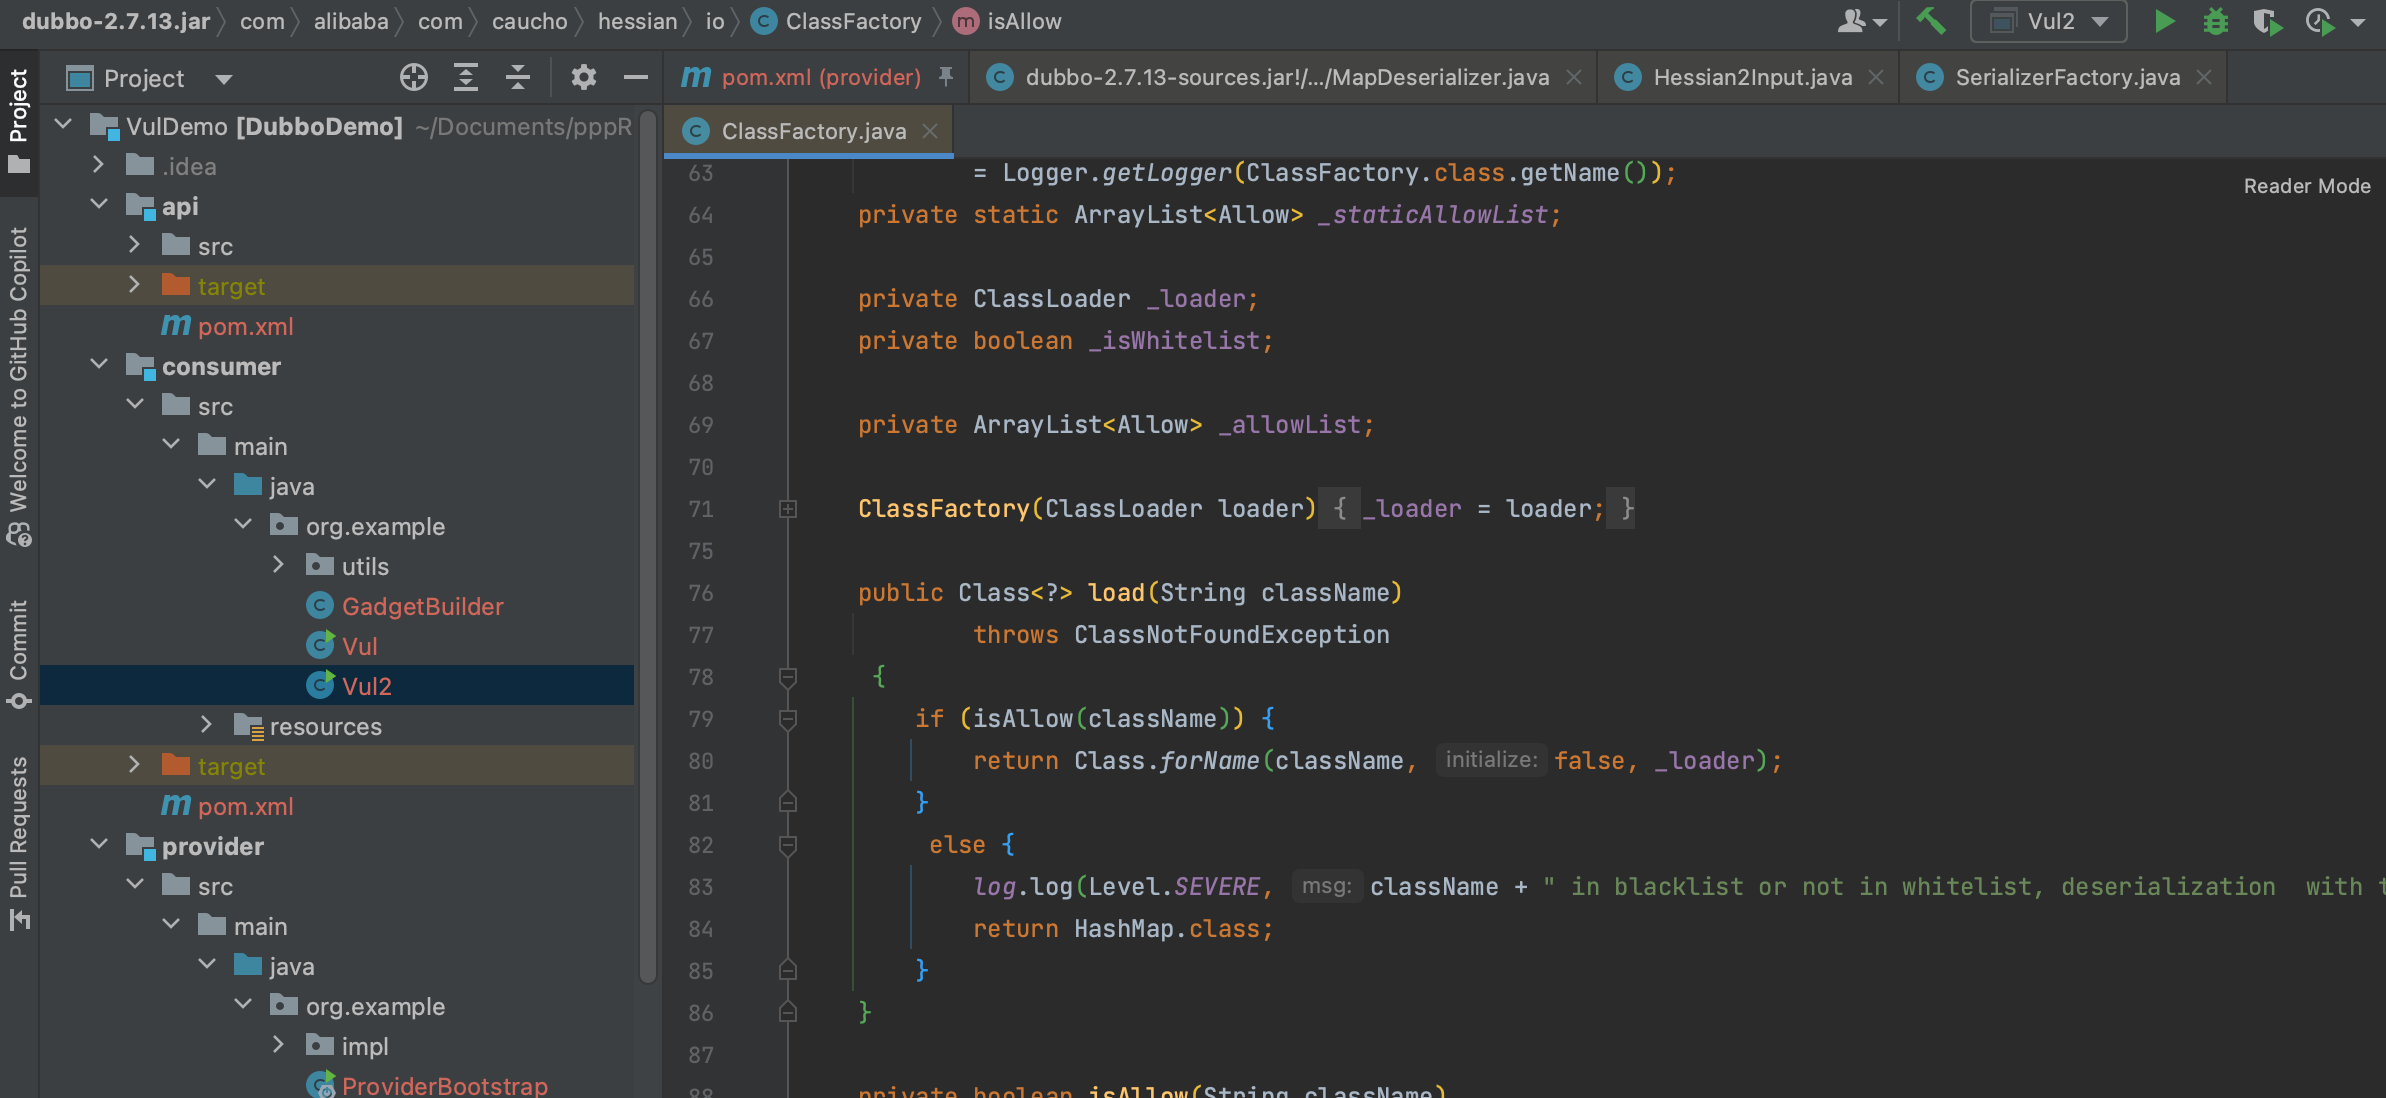 dubbo-2.7.13.jar com alibaba com caucho hessian io ClassFactory isAllow
Vul2
Project
pom.xml (provider) dubbo-2.7.13-sources.jar!/.../MapDeserializer.java Hessian2Input.java SerializerFactory.java
ClassFactory.java
Reader Mode
Project
Welcome to GitHub Copilot
Commit
Pull Requests
VulDemo [DubboDemo] ~/Documents/pppR
.idea
api
src
target
pom.xml
consumer
src
main
java
org.example
utils
GadgetBuilder
Vul
Vul2
resources
target
pom.xml
provider
src
main
java
org.example
impl
ProviderBootstrap
63 = Logger.getLogger(ClassFactory.class.getName());
64 private static ArrayList<Allow> _staticAllowList;
65
66 private ClassLoader _loader;
67 private boolean _isWhitelist;
68
69 private ArrayList<Allow> _allowList;
70
71 ClassFactory(ClassLoader loader) { _loader = loader; }
75
76 public Class<?> load(String className)
77 throws ClassNotFoundException
78 {
79 if (isAllow(className)) {
80 return Class.forName(className, initialize: false, _loader);
81 }
82 else {
83 log.log(Level.SEVERE, msg: className + " in blacklist or not in whitelist, deserialization  with t
84 return HashMap.class;
85 }
86 }
87
88 private boolean isAllow(String className)